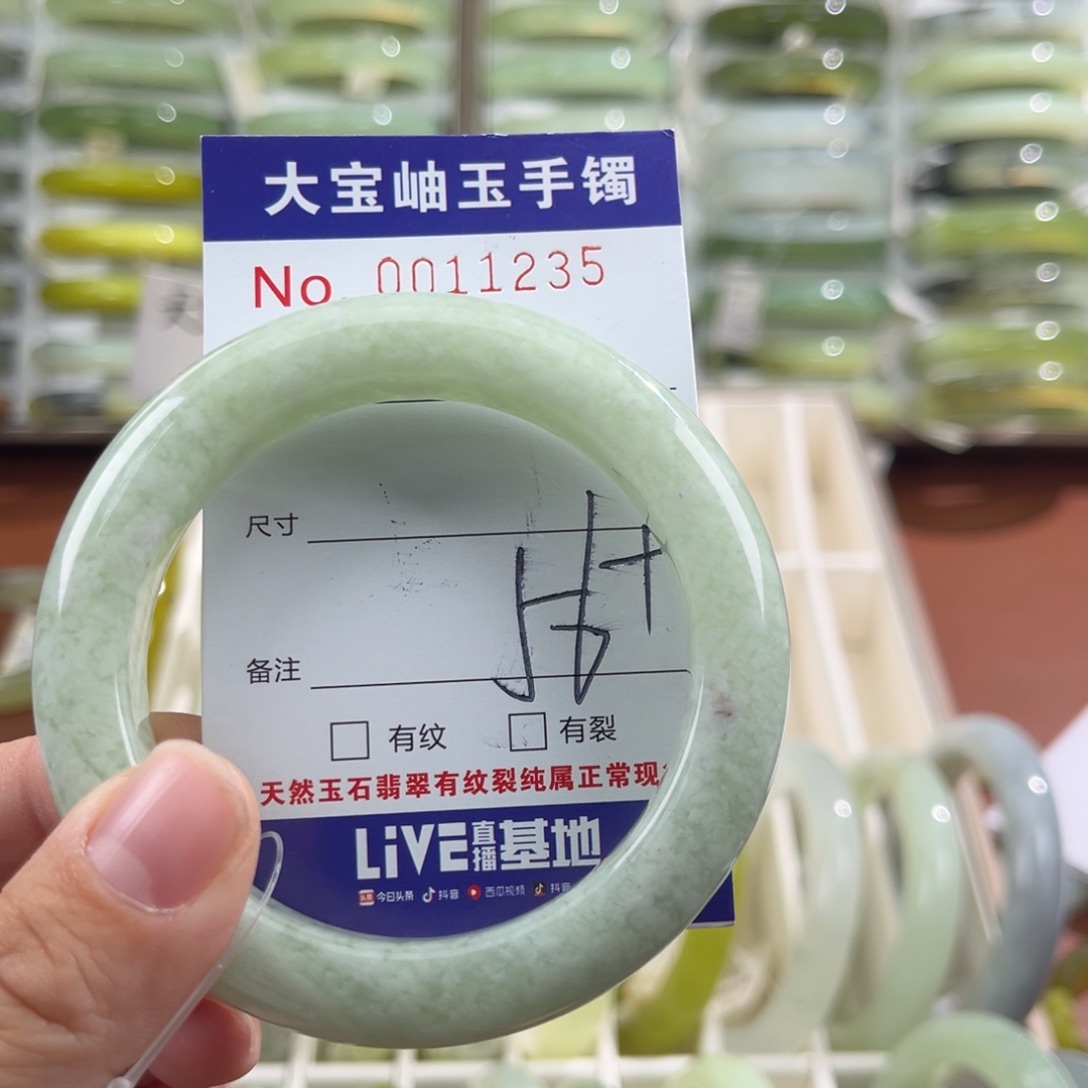 大宝岫玉手镯
No 0011235
尺寸
56+
备注
有纹 有裂
天然玉石翡翠有纹裂纯属正常现
LiVE直播基地
今日头条 抖音 西瓜视频 抖音